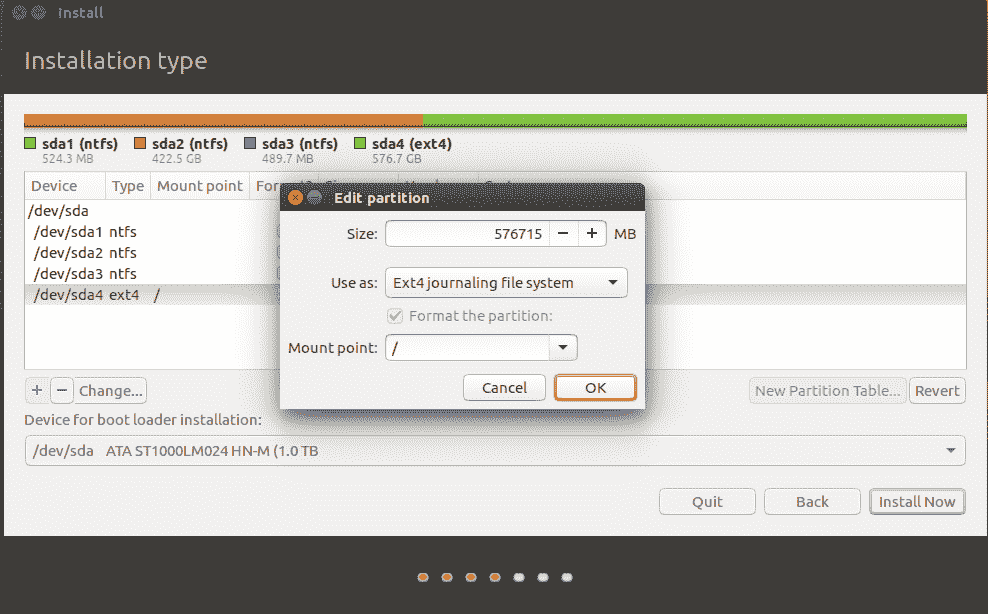 Install
Installation type
sda1 (ntfs) sda2 (ntfs) sda3 (ntfs) sda4 (ext4)
524.3 MB 422.5 GB 489.7 MB 576.7 GB
Device Type Mount point
/dev/sda
/dev/sda1 ntfs
/dev/sda2 ntfs
/dev/sda3 ntfs
/dev/sda4 ext4 /
Edit partition
Size: 576715 − + MB
Use as: Ext4 journaling file system
Format the partition:
Mount point: /
Cancel OK
+ − Change... New Partition Table... Revert
Device for boot loader installation:
/dev/sda ATA ST1000LM024 HN-M (1.0 TB
Quit Back Install Now